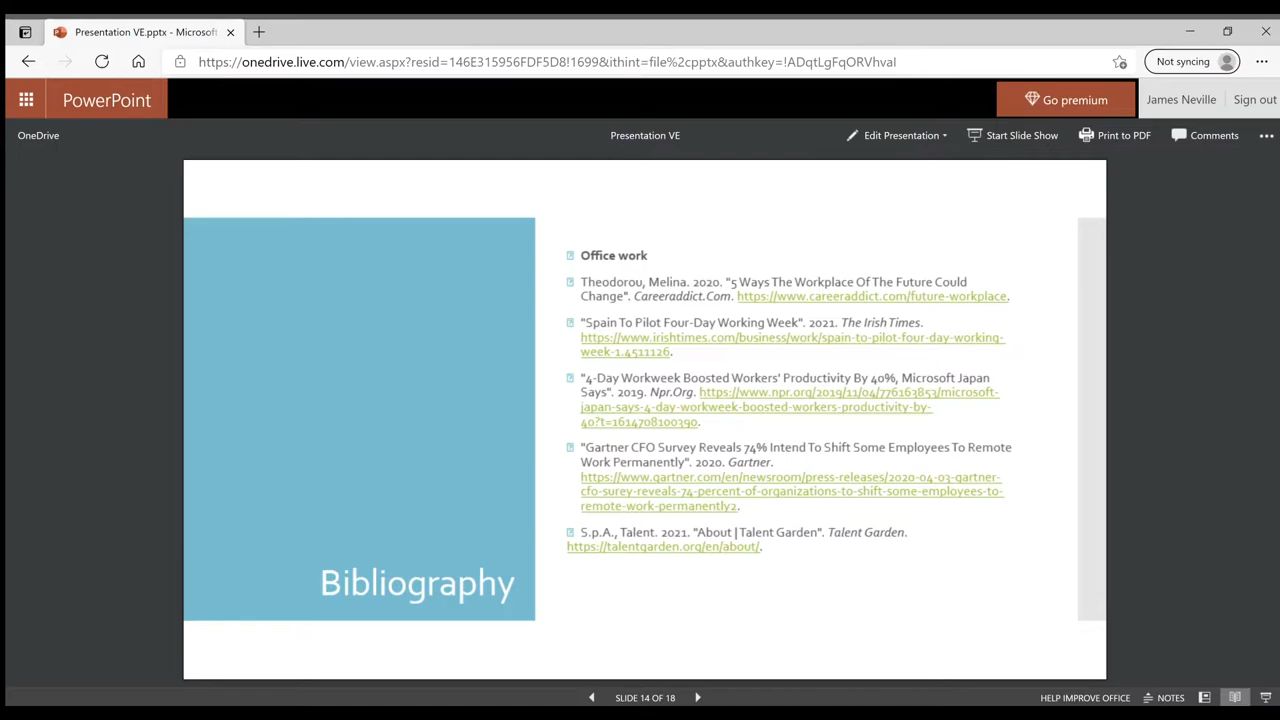 Presentation VE.pptx - Microsoft
https://onedrive.live.com/view.aspx?resid=146E315956FDF5D8!1699&ithint=file%2cpptx&authkey=!ADqtLgFqORVhvaI
Not syncing
PowerPoint
Go premium
James Neville
Sign out
OneDrive
Presentation VE
Edit Presentation
Start Slide Show
Print to PDF
Comments
Office work
Theodorou, Melina. 2020. "5 Ways The Workplace Of The Future Could
Change". Careeraddict.Com. https://www.careeraddict.com/future-workplace.
"Spain To Pilot Four-Day Working Week". 2021. The Irish Times.
https://www.irishtimes.com/business/work/spain-to-pilot-four-day-working-
week-1.4511126.
"4-Day Workweek Boosted Workers' Productivity By 40%, Microsoft Japan
Says". 2019. Npr.Org. https://www.npr.org/2019/11/04/776163853/microsoft-
japan-says-4-day-workweek-boosted-workers-productivity-by-
40?t=1614708100390.
"Gartner CFO Survey Reveals 74% Intend To Shift Some Employees To Remote
Work Permanently". 2020. Gartner.
https://www.gartner.com/en/newsroom/press-releases/2020-04-03-gartner-
cfo-surey-reveals-74-percent-of-organizations-to-shift-some-employees-to-
remote-work-permanently2.
S.p.A., Talent. 2021. "About | Talent Garden". Talent Garden.
https://talentgarden.org/en/about/.
Bibliography
SLIDE 14 OF 18
HELP IMPROVE OFFICE
NOTES